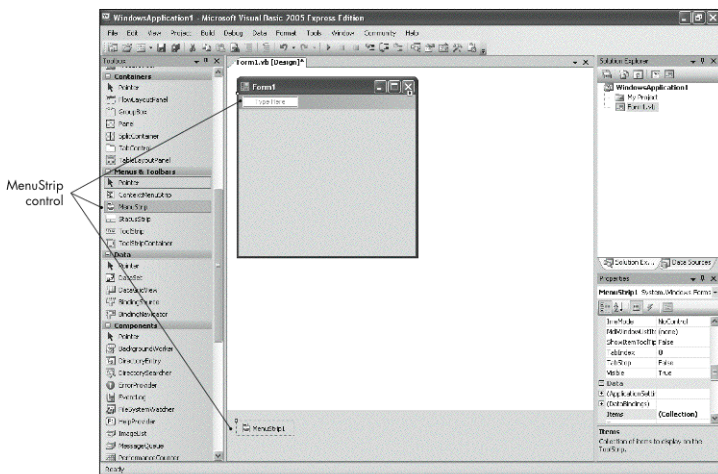 WindowsApplication1 - Microsoft Visual Basic 2005 Express Edition
File Edit View Project Build Debug Data Format Tools Window Community Help
Toolbox
Containers
Pointer
FlowLayoutPanel
GroupBox
Panel
SplitContainer
TabControl
TableLayoutPanel
Menus & Toolbars
Pointer
ContextMenuStrip
MenuStrip
StatusStrip
ToolStrip
ToolStripContainer
Data
Pointer
DataSet
DataGridView
BindingSource
BindingNavigator
Components
Pointer
BackgroundWorker
DirectoryEntry
DirectorySearcher
ErrorProvider
EventLog
FileSystemWatcher
HelpProvider
ImageList
MessageQueue
PerformanceCounter
Ready
MenuStrip
control
Form1.vb [Design]*
Form1
Type Here
MenuStrip1
Solution Explorer
WindowsApplication1
My Project
Form1.vb
Solution Ex... Data Sources
Properties
MenuStrip1 System.Windows.Forms
ImeMode NoControl
MdiWindowListIte (none)
ShowItemToolTip False
TabIndex 0
TabStop False
Visible True
Data
(ApplicationSetti
(DataBindings)
Items (Collection)
Items
Collection of items to display on the
ToolStrip.